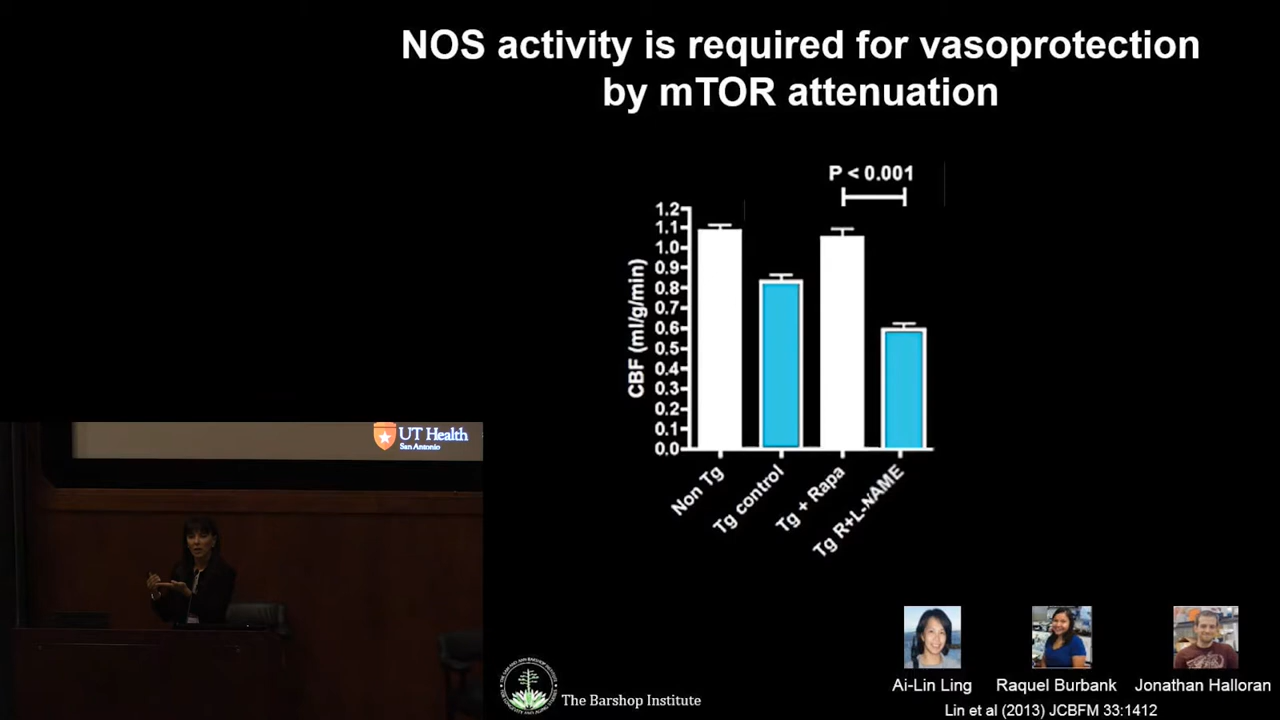 NOS activity is required for vasoprotection
by mTOR attenuation
P < 0.001
CBF (ml/g/min)
1.2
1.1
1.0
0.9
0.8
0.7
0.6
0.5
0.4
0.3
0.2
0.1
0.0
Non Tg
Tg control
Tg + Rapa
Tg R+L-NAME
UT Health
San Antonio
The Barshop Institute
Ai-Lin Ling
Raquel Burbank
Jonathan Halloran
Lin et al (2013) JCBFM 33:1412